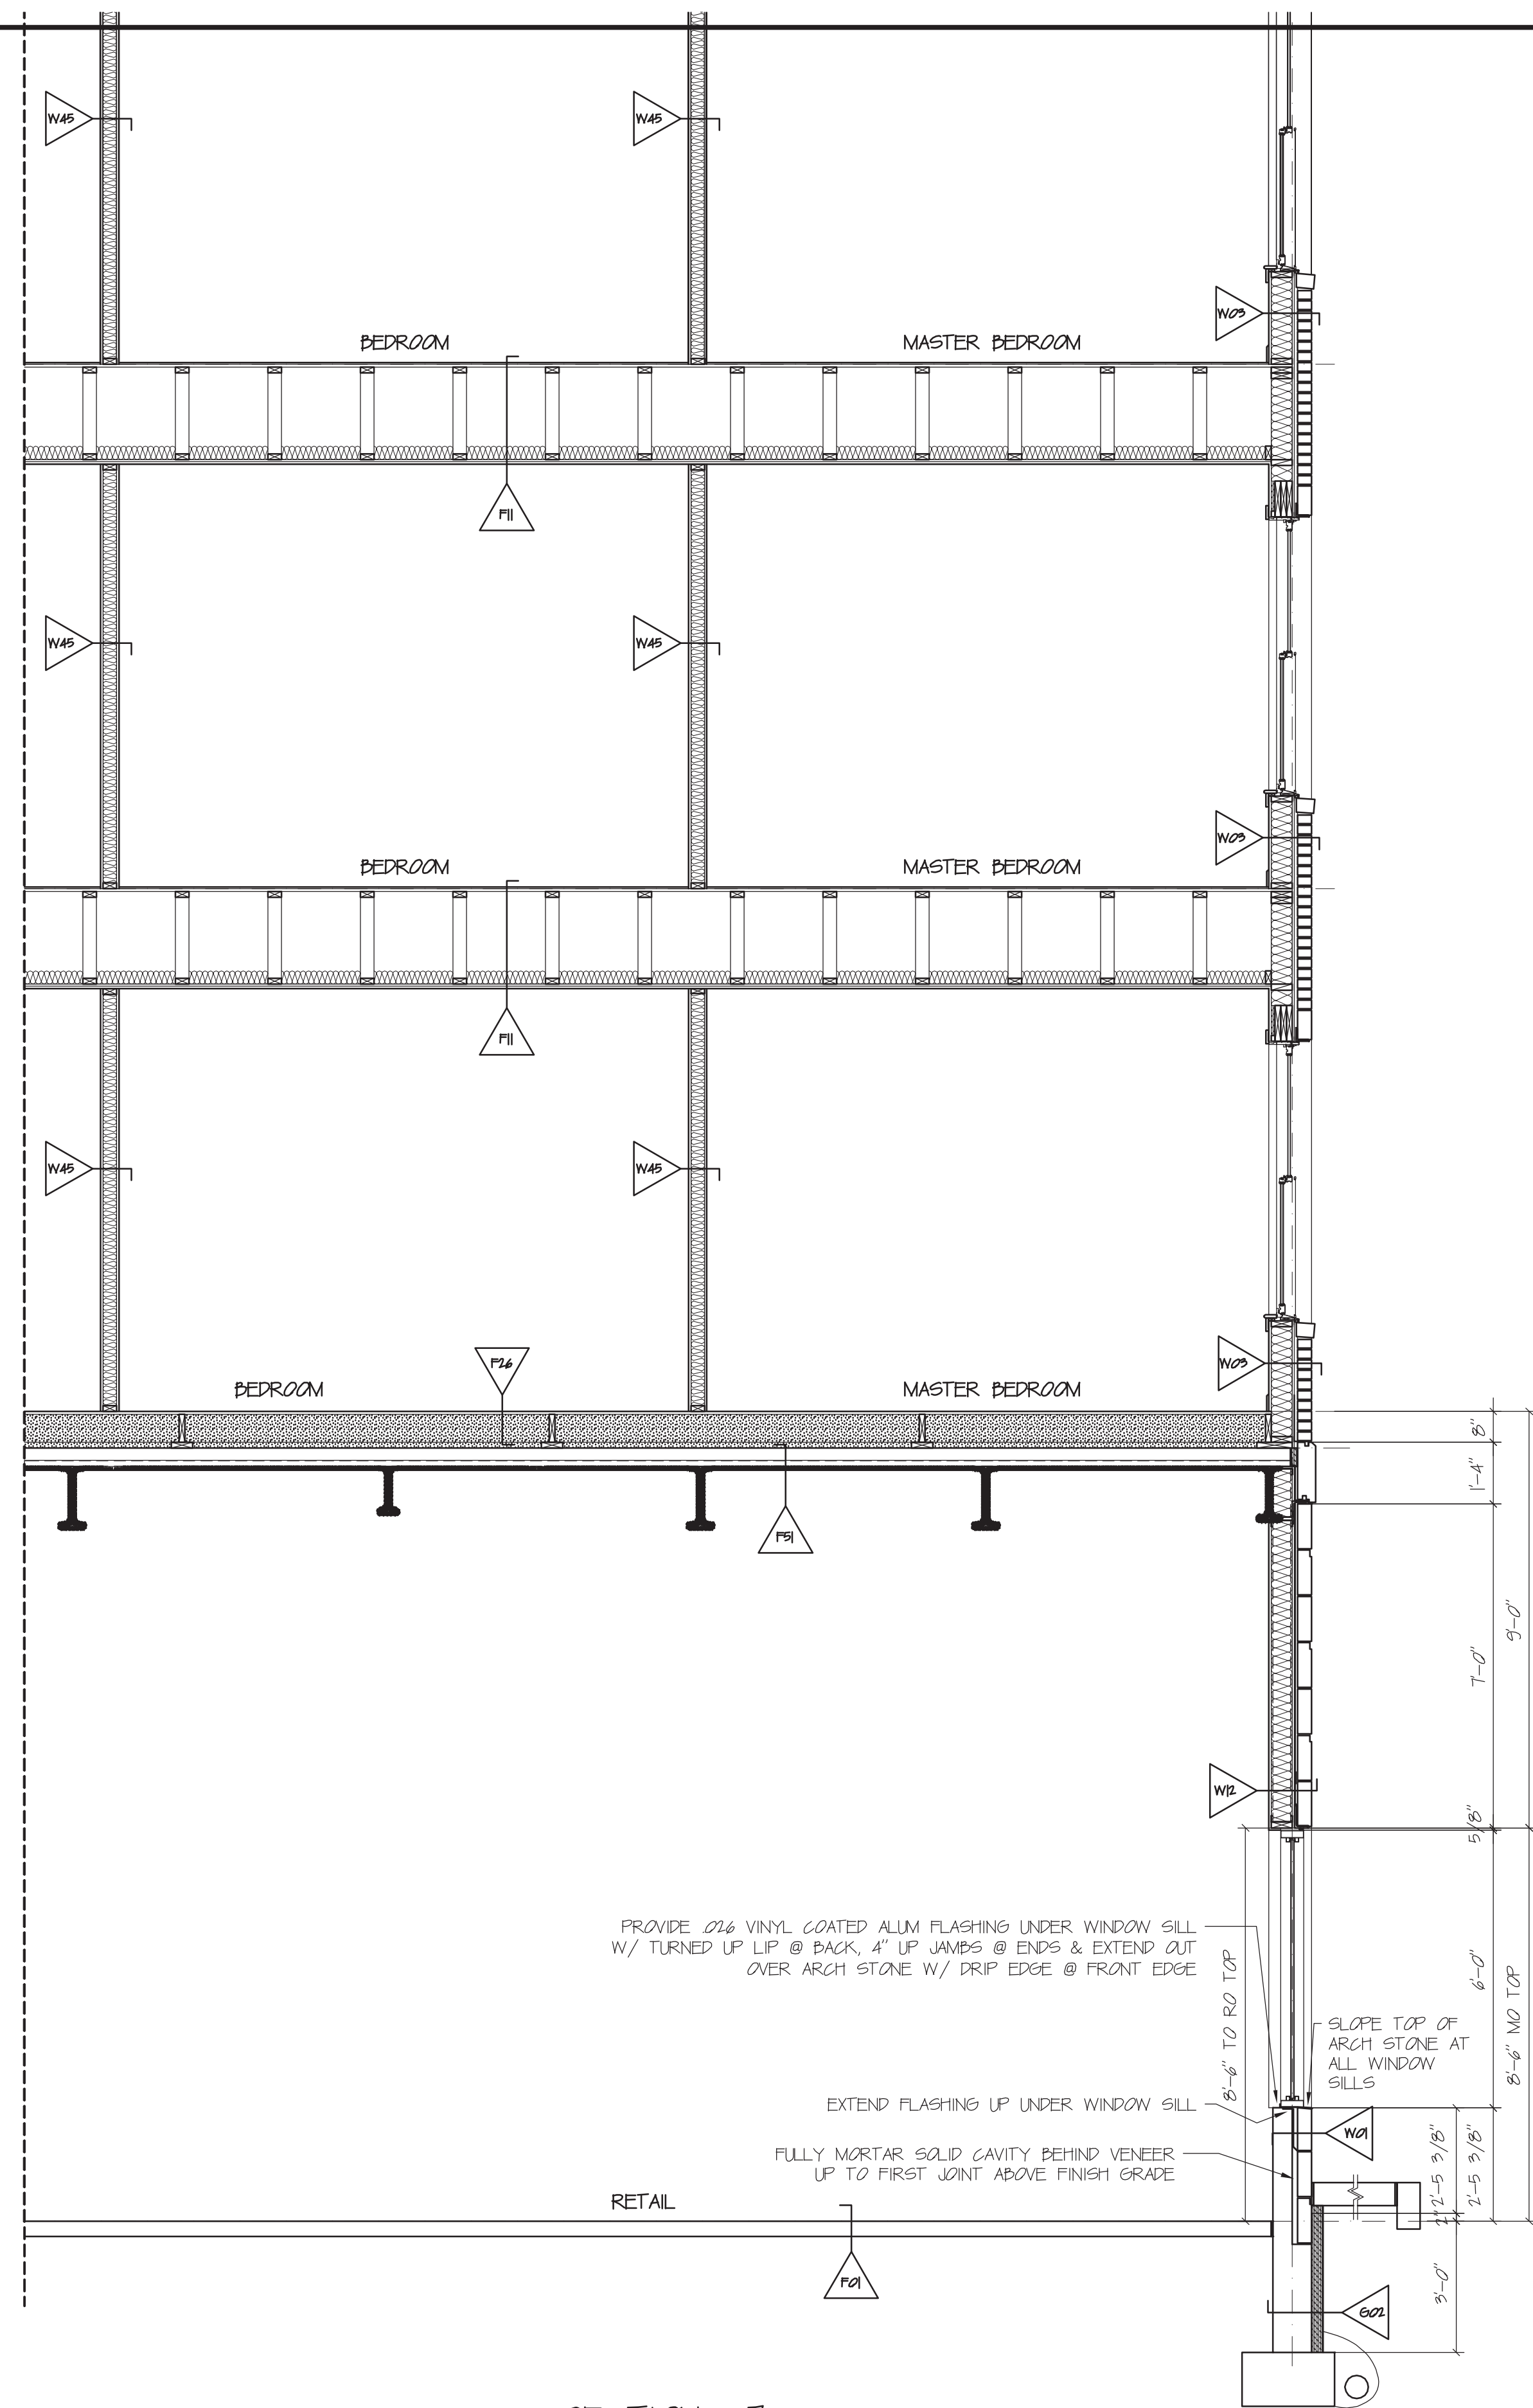 W45
W45
W03
BEDROOM
MASTER BEDROOM
F11
W45
W45
W03
BEDROOM
MASTER BEDROOM
F11
W45
W45
F26
W03
BEDROOM
MASTER BEDROOM
8"
1'-4"
F51
9'-0"
7'-0"
W12
5/8"
PROVIDE .026 VINYL COATED ALUM FLASHING UNDER WINDOW SILL
W/ TURNED UP LIP @ BACK, 4" UP JAMBS @ ENDS & EXTEND OUT
OVER ARCH STONE W/ DRIP EDGE @ FRONT EDGE
8'-6" TO RO TOP
6'-0"
8'-6" MO TOP
SLOPE TOP OF
ARCH STONE AT
ALL WINDOW
SILLS
EXTEND FLASHING UP UNDER WINDOW SILL
W01
FULLY MORTAR SOLID CAVITY BEHIND VENEER
UP TO FIRST JOINT ABOVE FINISH GRADE
2'-5 3/8"
2'-5 3/8"
RETAIL
2"
F01
3'-0"
G02